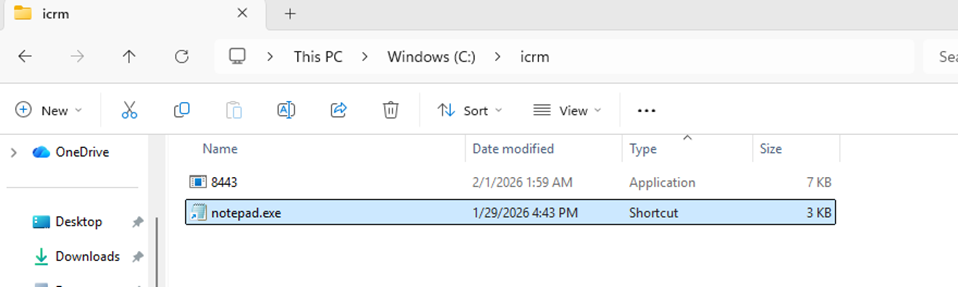 icrm
This PC > Windows (C:) > icrm
New Sort View
OneDrive
Name Date modified Type Size
8443 2/1/2026 1:59 AM Application 7 KB
notepad.exe 1/29/2026 4:43 PM Shortcut 3 KB
Desktop
Downloads